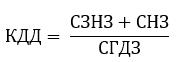 КДД = (СЗНЗ + СНЗ) / СГДЗ